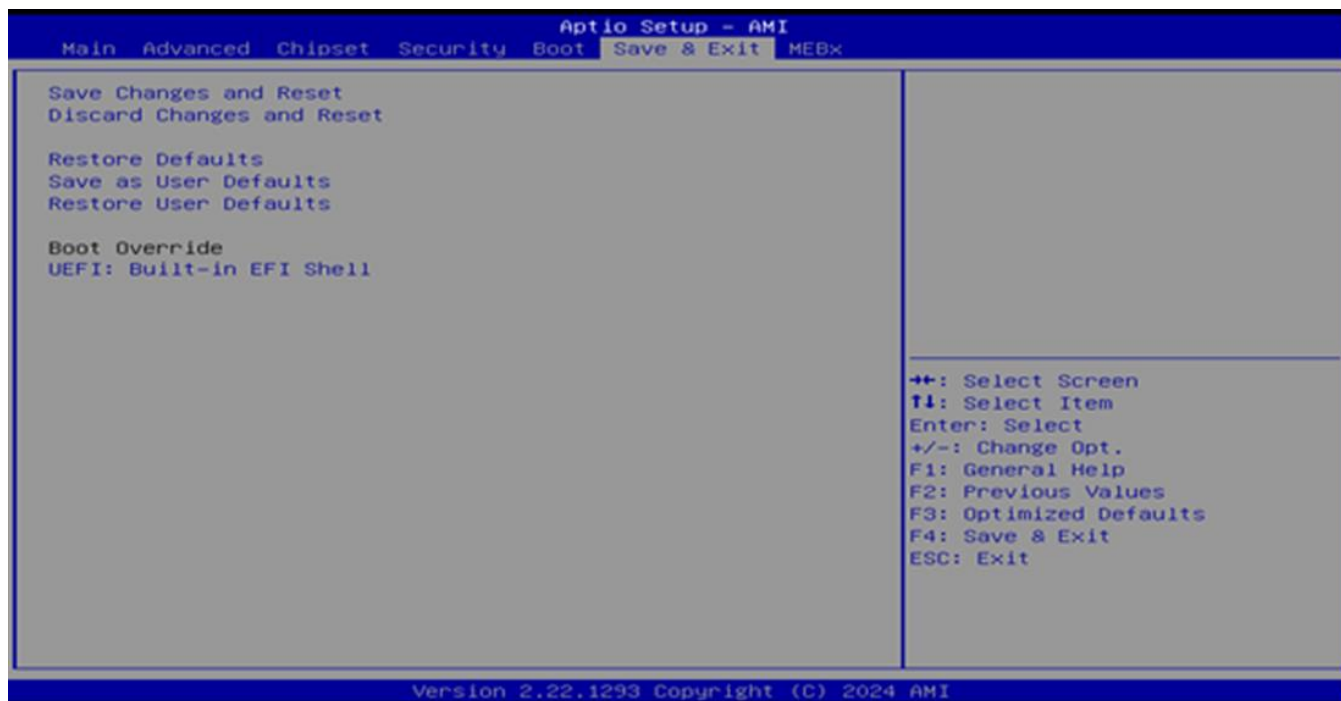 Aptio Setup – AMI
Main Advanced Chipset Security Boot Save & Exit MEBx
Save Changes and Reset
Discard Changes and Reset
Restore Defaults
Save as User Defaults
Restore User Defaults
Boot Override
UEFI: Built-in EFI Shell
→←: Select Screen
↑↓: Select Item
Enter: Select
+/-: Change Opt.
F1: General Help
F2: Previous Values
F3: Optimized Defaults
F4: Save & Exit
ESC: Exit
Version 2.22.1293 Copyright (C) 2024 AMI